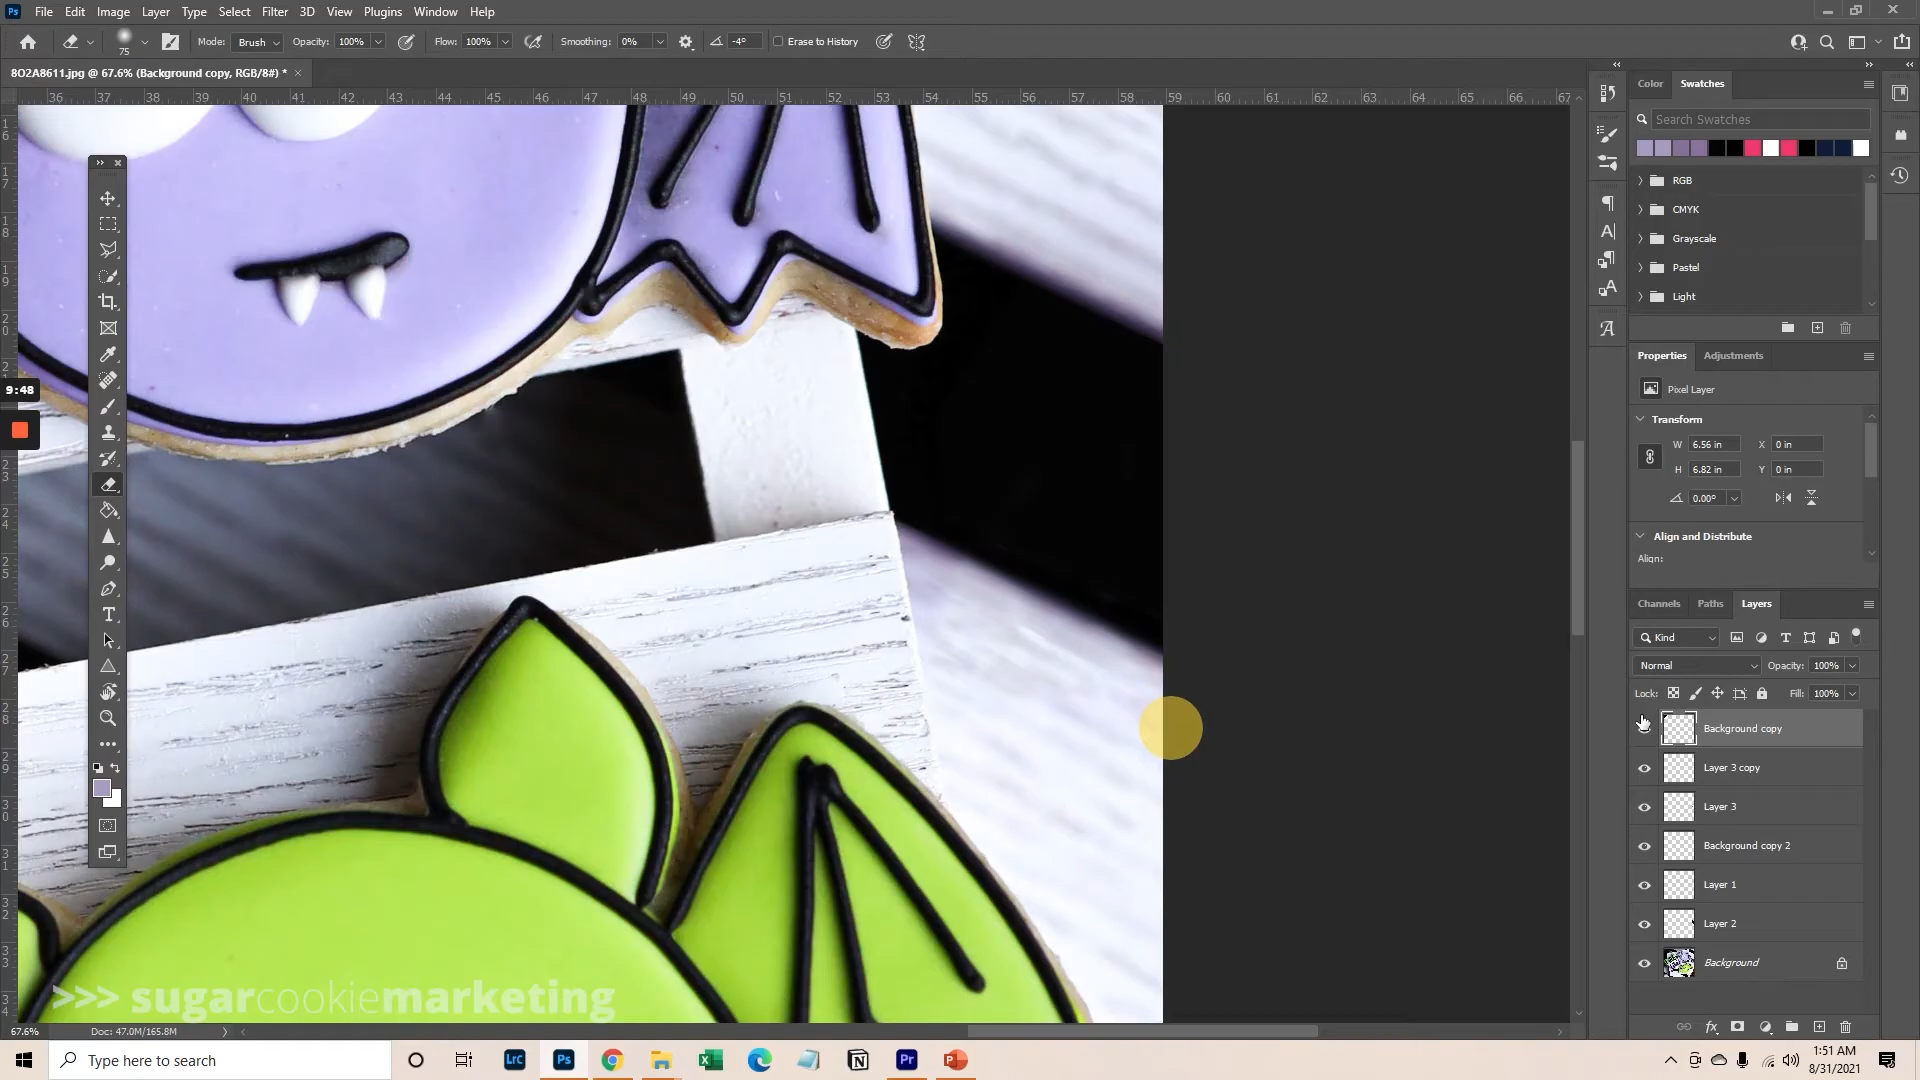 Ps File Edit Image Layer Type Select Filter 3D View Plugins Window Help
75 Mode: Brush Opacity: 100% Flow: 100% Smoothing: 0% -4° Erase to History
8O2A8611.jpg @ 67.6% (Background copy, RGB/8#) *
36 37 38 39 40 41 42 43 44 45 46 47 48 49 50 51 52 53 54 55 56 57 58 59 60 61 62 63 64 65 66 67
Color Swatches
Search Swatches
RGB
CMYK
Grayscale
Pastel
Light
Properties Adjustments
Pixel Layer
Transform
W 6.56 in X 0 in
H 6.82 in Y 0 in
0.00°
Align and Distribute
Align:
Channels Paths Layers
Kind
Normal Opacity: 100%
Lock: Fill: 100%
Background copy
Layer 3 copy
Layer 3
Background copy 2
Layer 1
Layer 2
Background
9:48
>>> sugarcookiemarketing
67.6% Doc: 47.0M/165.8M
Type here to search
LrC Ps Pr
1:51 AM
8/31/2021